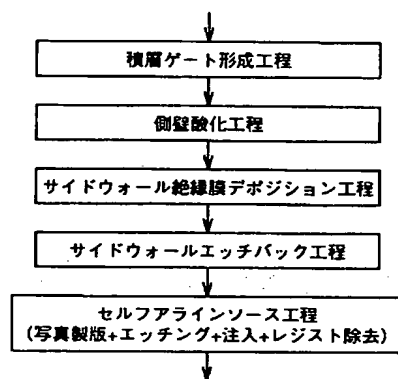 積層ゲート形成工程
側壁酸化工程
サイドウォール絶縁膜デポジション工程
サイドウォールエッチバック工程
セルフアラインソース工程
(写真製版+エッチング+注入+レジスト除去)